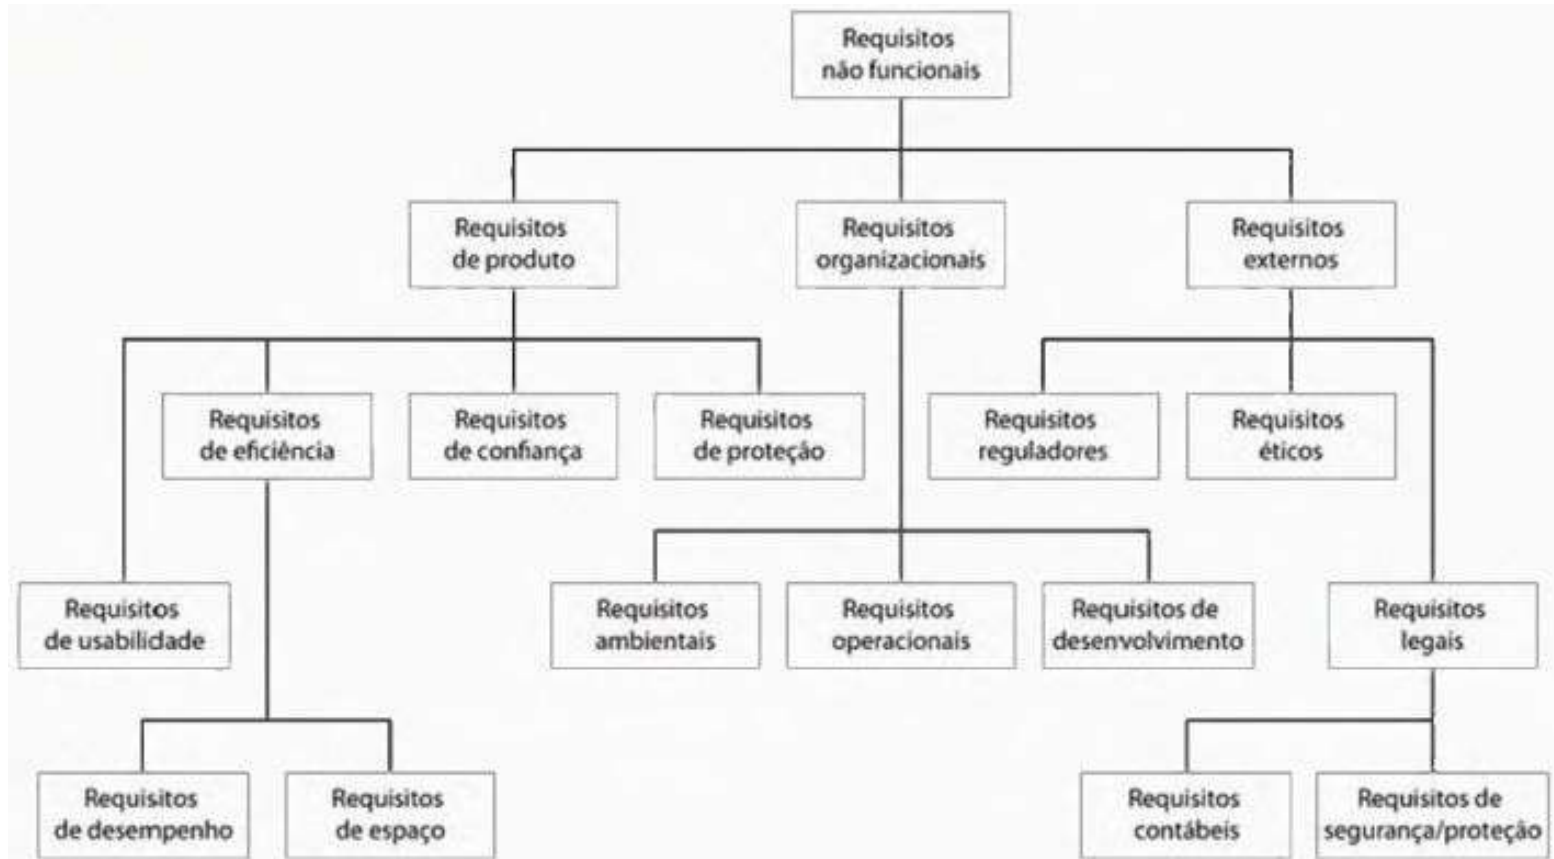 Requisitos
não funcionais
Requisitos
de produto
Requisitos
organizacionais
Requisitos
externos
Requisitos
de eficiência
Requisitos
de confiança
Requisitos
de proteção
Requisitos
reguladores
Requisitos
éticos
Requisitos
de usabilidade
Requisitos
ambientais
Requisitos
operacionais
Requisitos de
desenvolvimento
Requisitos
legais
Requisitos
de desempenho
Requisitos
de espaço
Requisitos
contábeis
Requisitos de
segurança/proteção